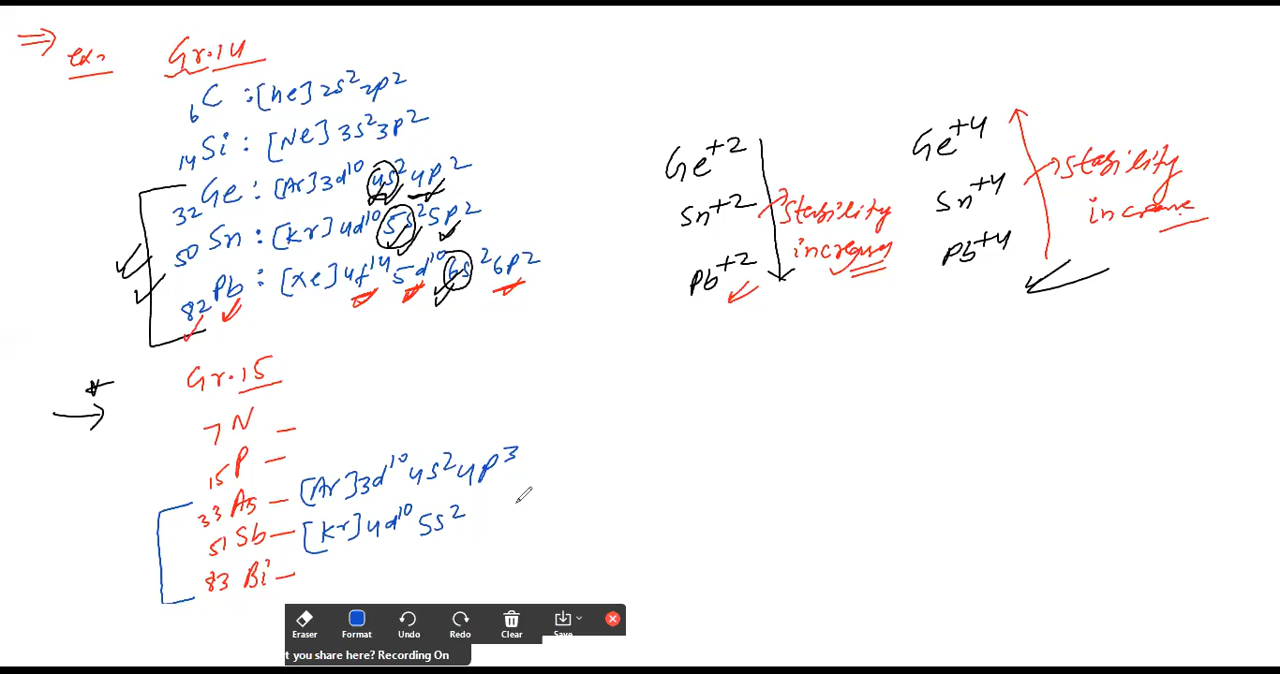 ⇒ ex:- Gr.14
6C : [he] 2s² 2p²
14Si : [Ne] 3s² 3p²
32Ge : [Ar] 3d¹⁰ 4s² 4p²
50Sn : [kr] 4d¹⁰ 5s² 5p²
82Pb : [xe] 4f¹⁴ 5d¹⁰ 6s² 6p²
Ge+2
Sn+2
Pb+2
stability
increases
Ge+4
Sn+4
Pb+4
stability
increase
* → Gr.15
7N –
15P –
33As – [Ar] 3d¹⁰ 4s² 4p³
51Sb – [kr] 4d¹⁰ 5s²
83Bi –
Eraser Format Undo Redo Clear Save
t you share here? Recording On